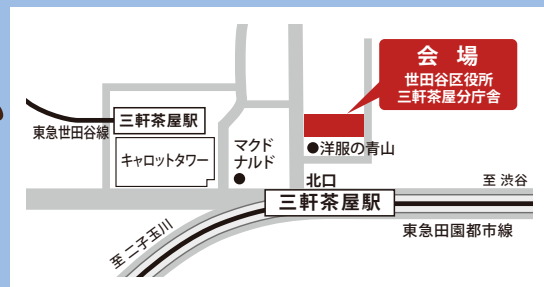 会場
世田谷区役所
三軒茶屋分庁舎
三軒茶屋駅
東急世田谷線
キャロットタワー
マクド
ナルド
●洋服の青山
北口
至 渋谷
三軒茶屋駅
東急田園都市線
至 二子玉川